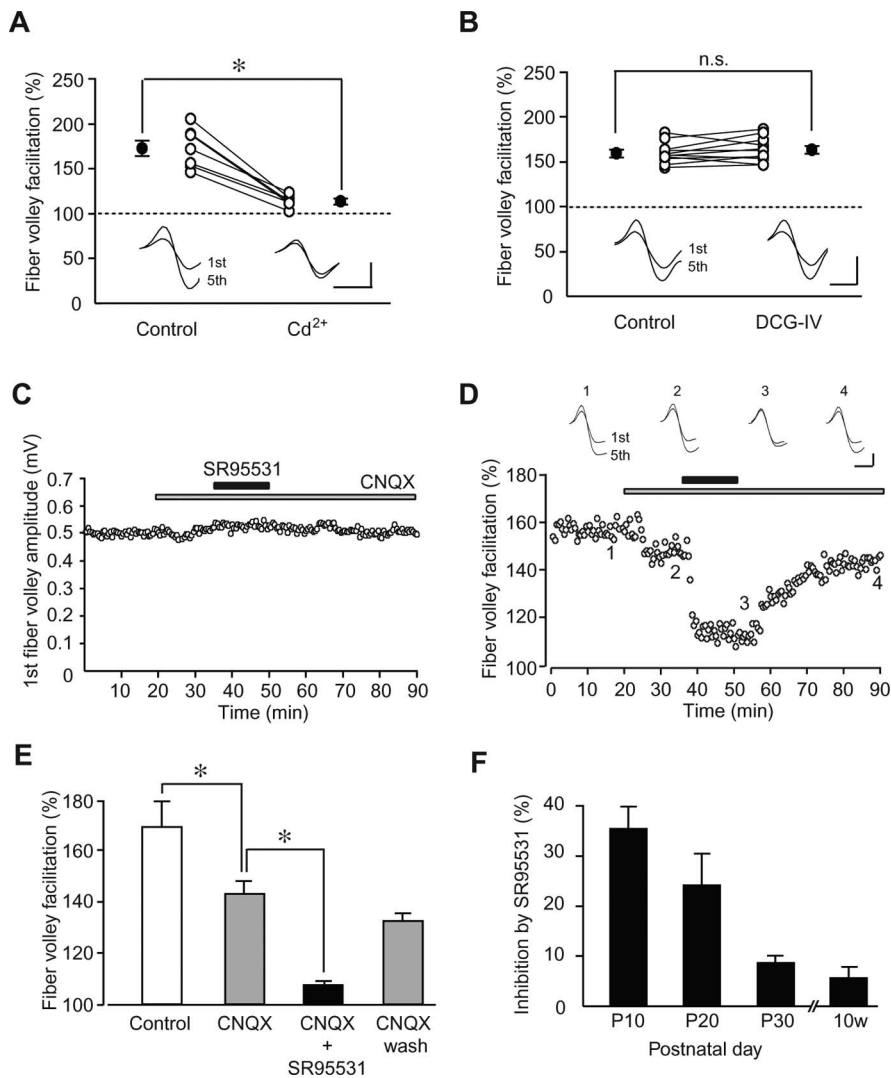 A
Fiber volley facilitation (%)
250
200
150
100
50
0
*
1st
5th
Control
Cd2+
B
Fiber volley facilitation (%)
250
200
150
100
50
0
n.s.
1st
5th
Control
DCG-IV
C
1st fiber volley amplitude (mV)
0.7
0.6
0.5
0.4
0.3
0.2
0.1
0
SR95531
CNQX
10 20 30 40 50 60 70 80 90
Time (min)
D
1 2 3 4
1st
5th
Fiber volley facilitation (%)
180
160
140
120
100
1
2
3
4
0 10 20 30 40 50 60 70 80 90
Time (min)
E
Fiber volley facilitation (%)
180
160
140
120
100
*
*
Control
CNQX
CNQX + SR95531
CNQX wash
F
Inhibition by SR95531 (%)
40
30
20
10
0
P10 P20 P30 10w
Postnatal day